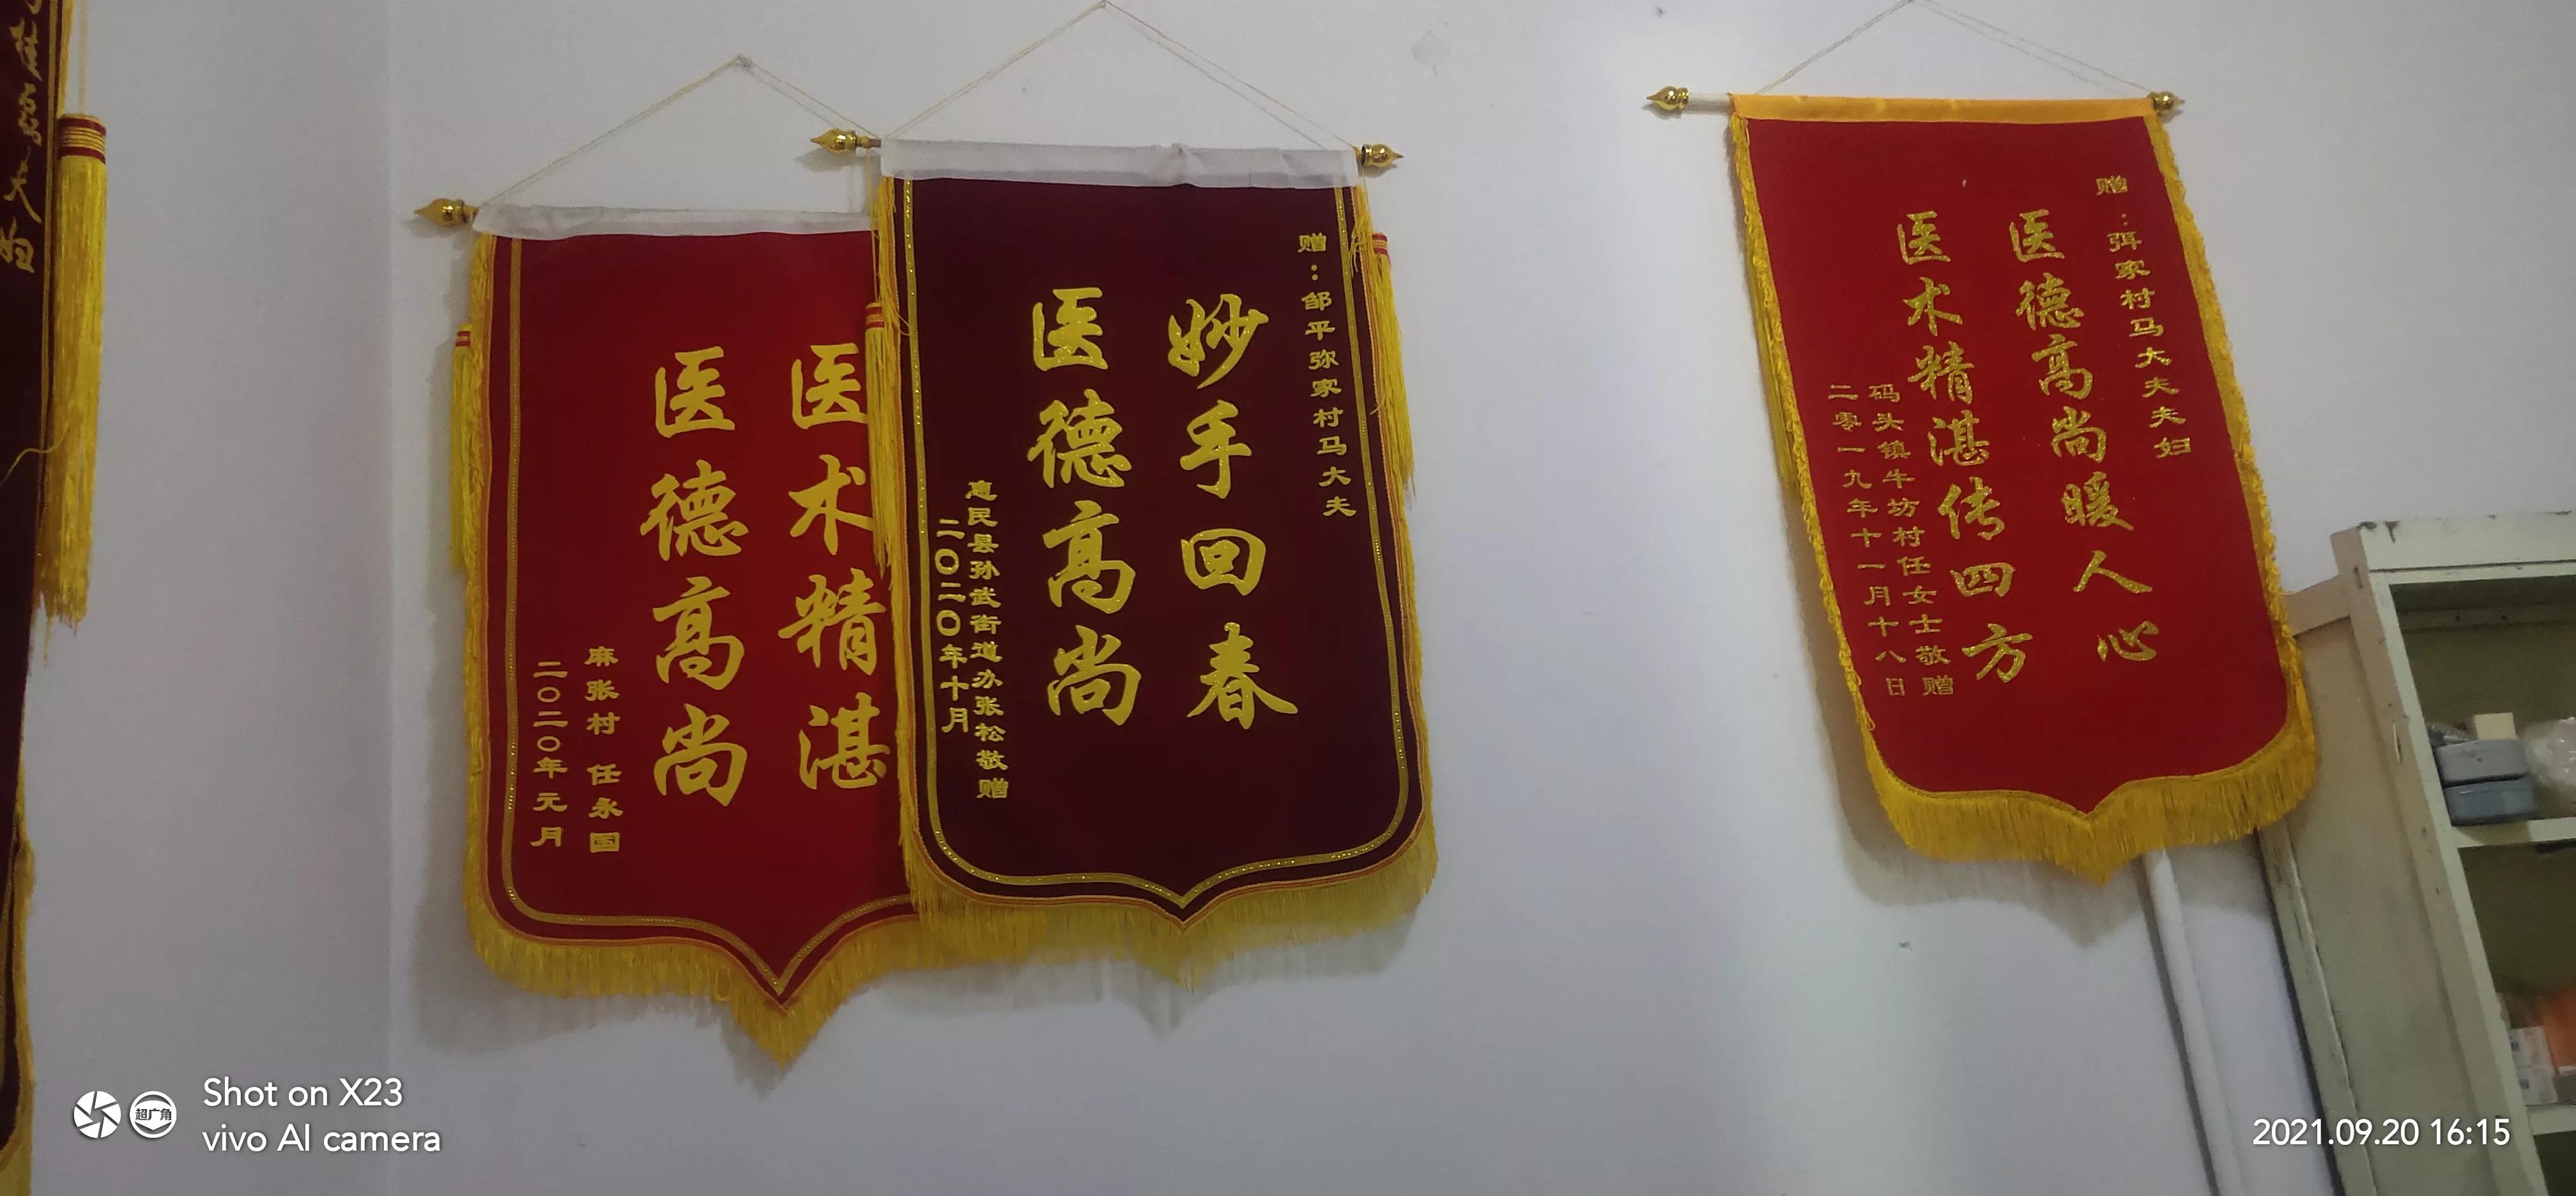 大
妇
医术精湛
医德高尚
麻张村 任永国
二〇二〇年元月
赠：邹平弥家村马大夫
妙手回春
医德高尚
惠民县孙武街道办张松敬赠
二〇二〇年十月
赠：弭家村马大夫夫妇
医德高尚暖人心
医术精湛传四方
码头镇牛坊村任女士敬赠
二零一九年十一月十八日
Shot on X23
超广角
vivo AI camera
2021.09.20 16:15